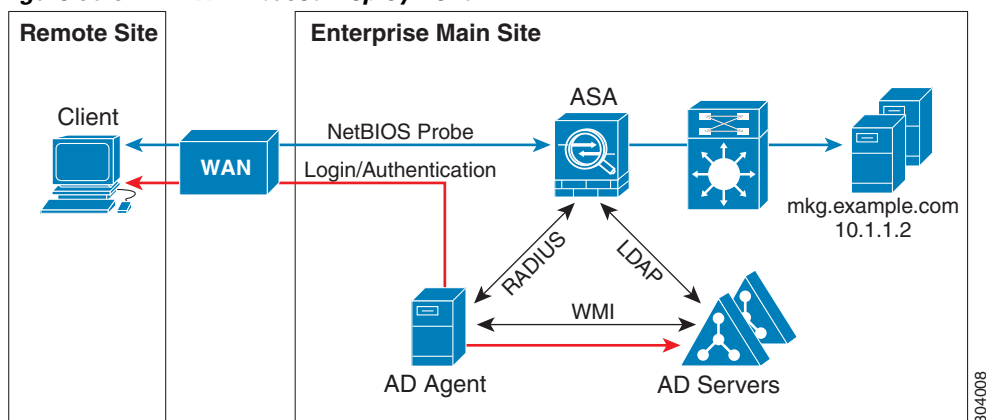 Remote Site
Enterprise Main Site
Client
ASA
NetBIOS Probe
WAN
Login/Authentication
mkg.example.com
10.1.1.2
RADIUS
LDAP
WMI
AD Agent
AD Servers
304008